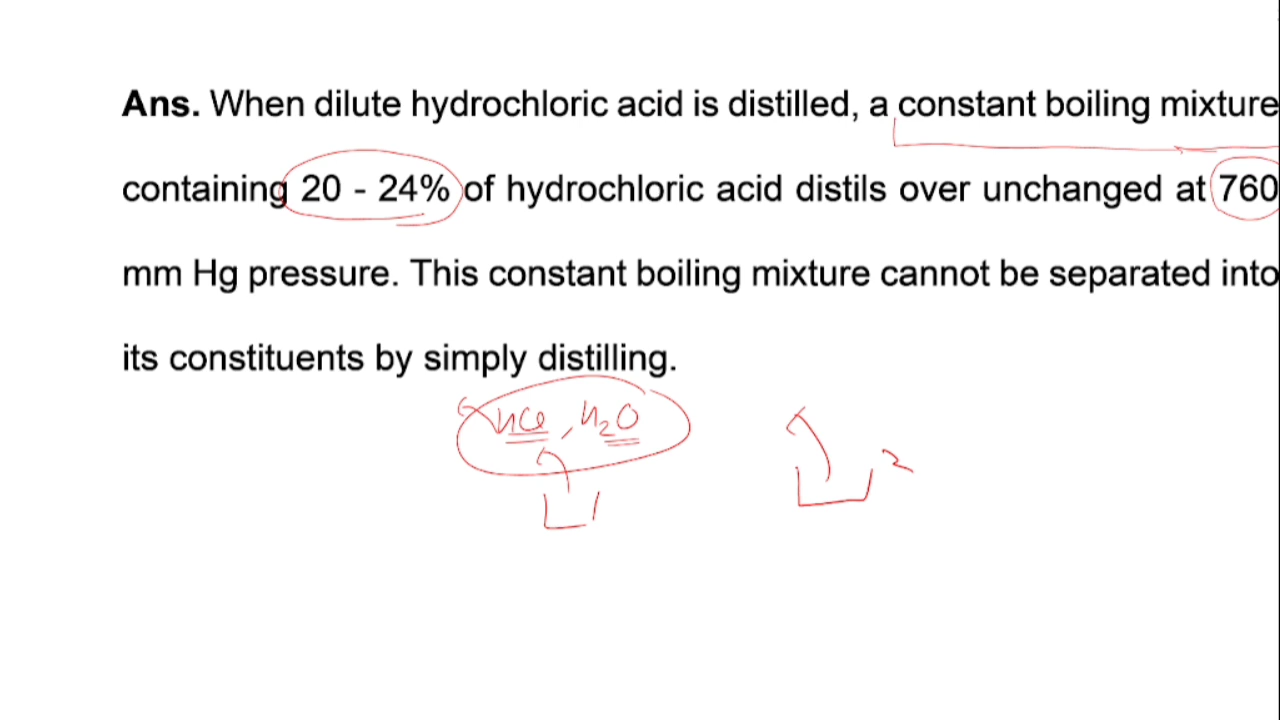 Ans. When dilute hydrochloric acid is distilled, a constant boiling mixture
containing 20 - 24% of hydrochloric acid distils over unchanged at 760
mm Hg pressure. This constant boiling mixture cannot be separated into
its constituents by simply distilling.
HCl, H₂O
2